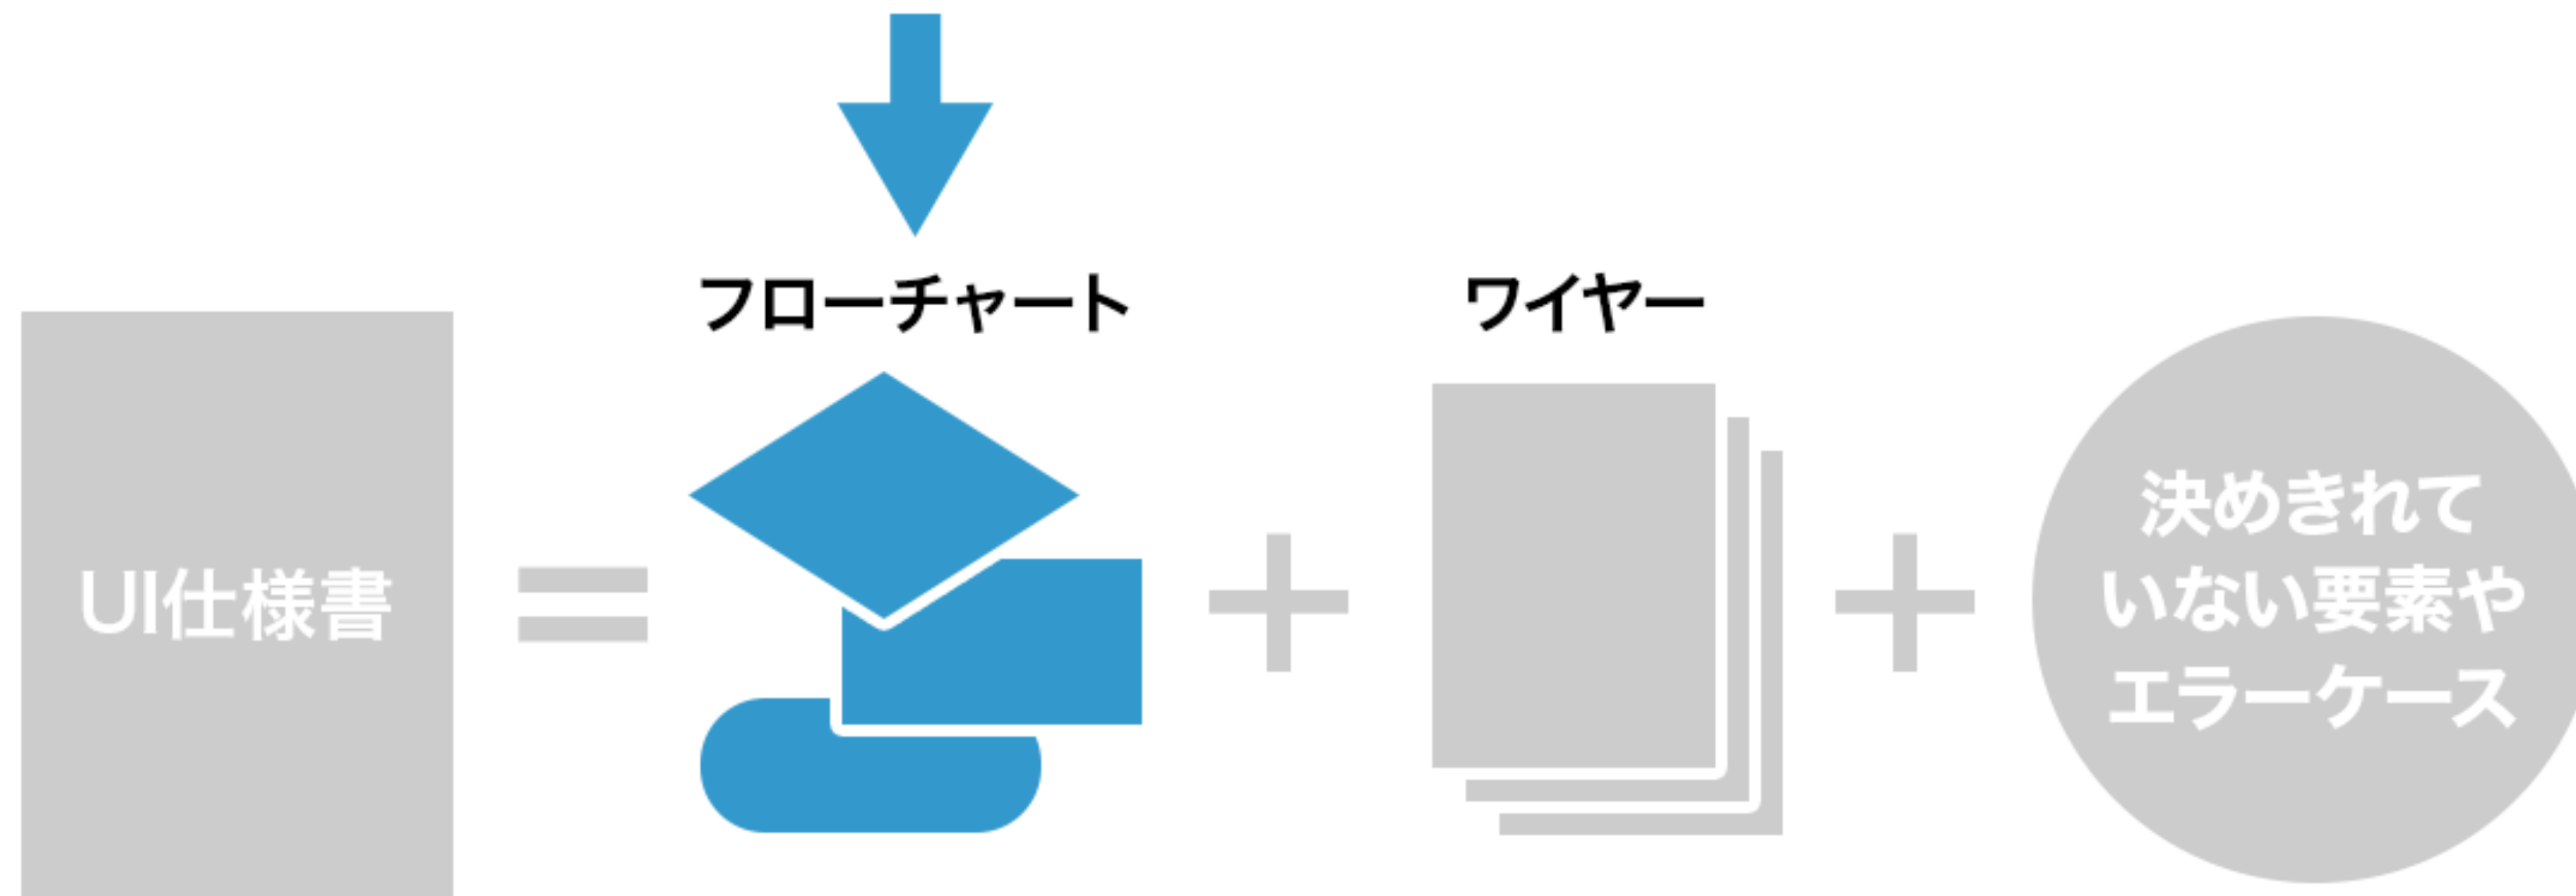 フローチャート
ワイヤー
UI仕様書
決めきれて
いない要素や
エラーケース